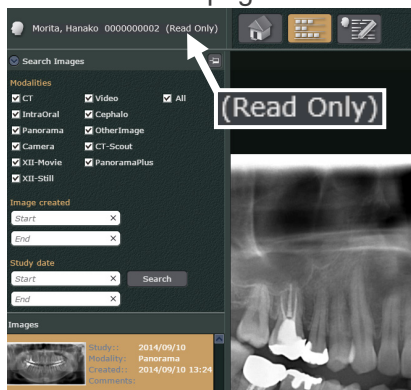 Morita, Hanako 0000000002 (Read Only)
(Read Only)
Search Images
Modalities
CT Video All
IntraOral Cephalo
Panorama OtherImage
Camera CT-Scout
XII-Movie PanoramaPlus
XII-Still
Image created
Start
End
Study date
Start Search
End
Images
Study:: 2014/09/10
Modality: Panorama
Created:: 2014/09/10 13:24
Comments: